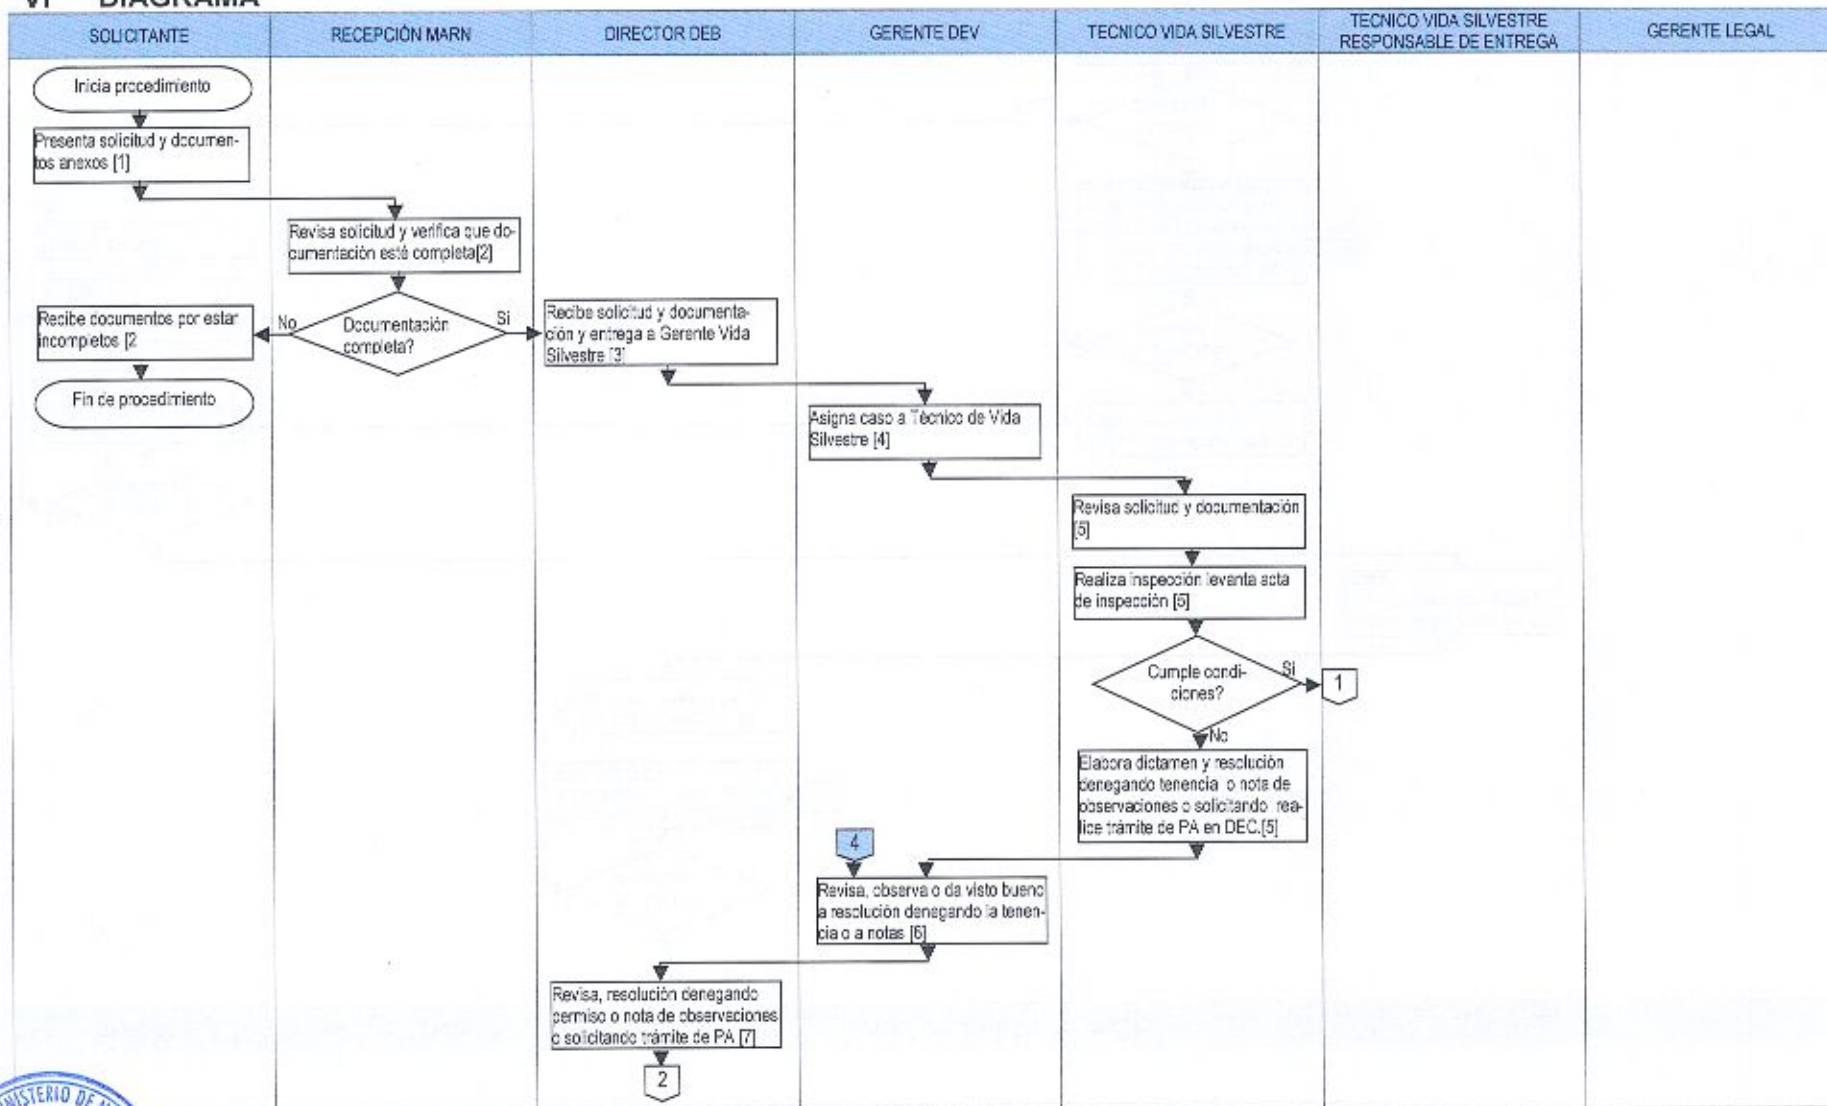 VI DIAGRAMA
SOLICITANTE
RECEPCIÓN MARN
DIRECTOR DEB
GERENTE DEV
TECNICO VIDA SILVESTRE
TECNICO VIDA SILVESTRE
RESPONSABLE DE ENTREGA
GERENTE LEGAL
Inicia procedimiento
Presenta solicitud y documen-
tos anexos [1]
Revisa solicitud y verifica que do-
cumentación esté completa[2]
Recibe documentos por estar
incompletos [2
No
Documentación
completa?
Si
Recibe solicitud y documenta-
ción y entrega a Gerente Vida
Silvestre [3]
Fin de procedimiento
Asigna caso a Técnico de Vida
Silvestre [4]
Revisa solicitud y documentación
[5]
Realiza inspección levanta acta
de inspección [5]
Cumple condi-
ciones?
Si
1
No
Elabora dictamen y resolución
denegando tenencia o nota de
observaciones o solicitando rea-
lice trámite de PA en DEC.[5]
4
Revisa, observa o da visto bueno
a resolución denegando la tenen-
cia o a notas [6]
Revisa, resolución denegando
permiso o nota de observaciones
o solicitando trámite de PA [7]
2
MINISTERIO DE